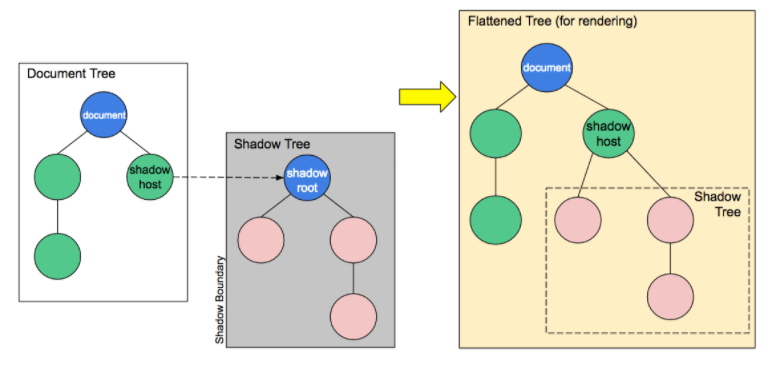 Document Tree
document
shadow
host
Shadow Tree
shadow
root
Shadow Boundary
Flattened Tree (for rendering)
document
shadow
host
Shadow
Tree